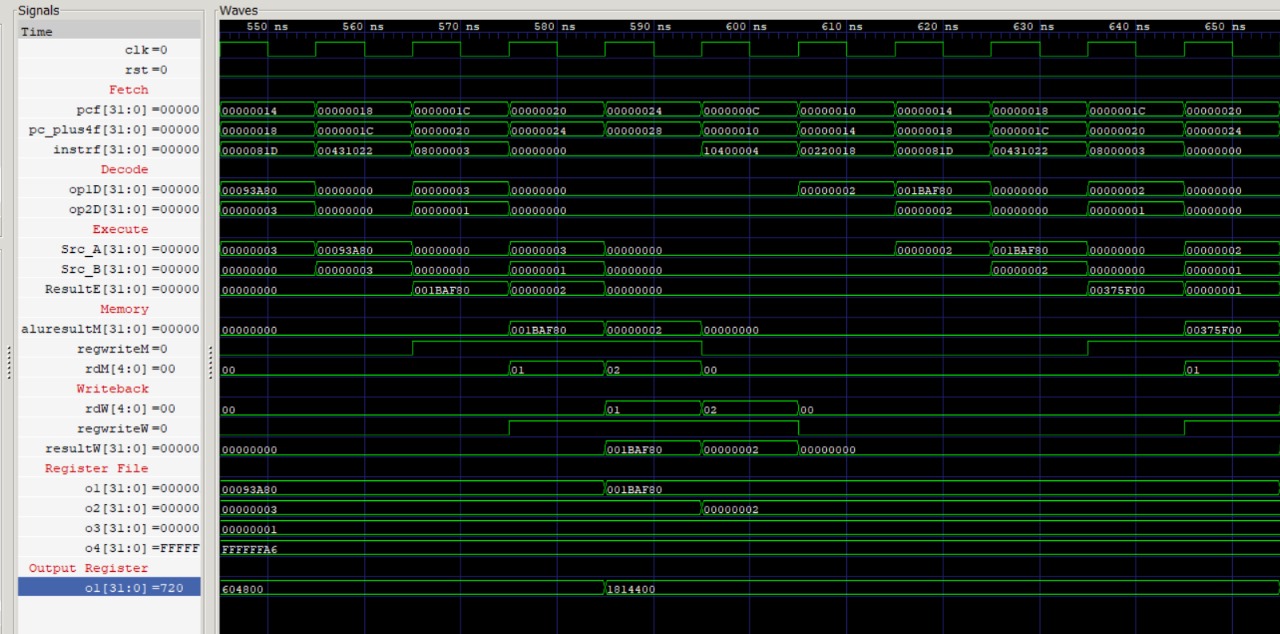 Signals Waves
Time 550 ns 560 ns 570 ns 580 ns 590 ns 600 ns 610 ns 620 ns 630 ns 640 ns 650 ns
clk=0
rst=0
Fetch
pcf[31:0]=00000 00000014 00000018 0000001C 00000020 00000024 0000000C 00000010 00000014 00000018 0000001C 00000020
pc_plus4f[31:0]=00000 00000018 0000001C 00000020 00000024 00000028 00000010 00000014 00000018 0000001C 00000020 00000024
instrf[31:0]=00000 0000081D 00431022 08000003 00000000 10400004 00220018 0000081D 00431022 08000003 00000000
Decode
op1D[31:0]=00000 00093A80 00000000 00000003 00000000 00000002 001BAF80 00000000 00000002 00000000
op2D[31:0]=00000 00000003 00000000 00000001 00000000 00000002 00000000 00000001 00000000
Execute
Src_A[31:0]=00000 00000003 00093A80 00000000 00000003 00000000 00000002 001BAF80 00000000 00000002
Src_B[31:0]=00000 00000000 00000003 00000000 00000001 00000000 00000002 00000000 00000001
ResultE[31:0]=00000 00000000 001BAF80 00000002 00000000 00375F00 00000001
Memory
aluresultM[31:0]=00000 00000000 001BAF80 00000002 00000000 00375F00
regwriteM=0
rdM[4:0]=00 00 01 02 00 01
Writeback
rdW[4:0]=00 00 01 02 00
regwriteW=0
resultW[31:0]=00000 00000000 001BAF80 00000002 00000000
Register File
o1[31:0]=00000 00093A80 001BAF80
o2[31:0]=00000 00000003 00000002
o3[31:0]=00000 00000001
o4[31:0]=FFFFF FFFFFFA6
Output Register
o1[31:0]=720 604800 1814400